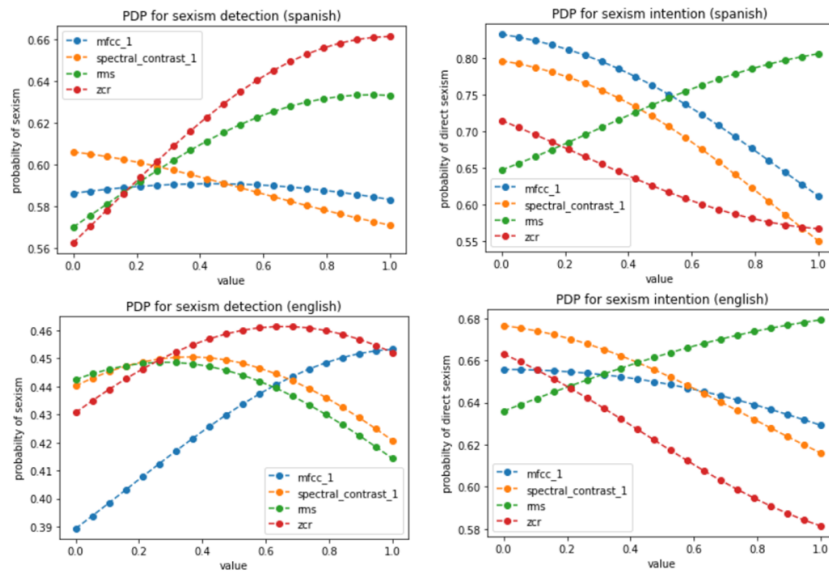 PDP for sexism detection (spanish)
0.66
0.64
0.62
0.60
0.58
0.56
probabilty of sexism
mfcc_1
spectral_contrast_1
rms
zcr
0.0 0.2 0.4 0.6 0.8 1.0
value
PDP for sexism intention (spanish)
0.80
0.75
0.70
0.65
0.60
0.55
probabilty of direct sexism
mfcc_1
spectral_contrast_1
rms
zcr
0.0 0.2 0.4 0.6 0.8 1.0
value
PDP for sexism detection (english)
0.46
0.45
0.44
0.43
0.42
0.41
0.40
0.39
probabilty of sexism
mfcc_1
spectral_contrast_1
rms
zcr
0.0 0.2 0.4 0.6 0.8 1.0
value
PDP for sexism intention (english)
0.68
0.66
0.64
0.62
0.60
0.58
probabilty of direct sexism
mfcc_1
spectral_contrast_1
rms
zcr
0.0 0.2 0.4 0.6 0.8 1.0
value